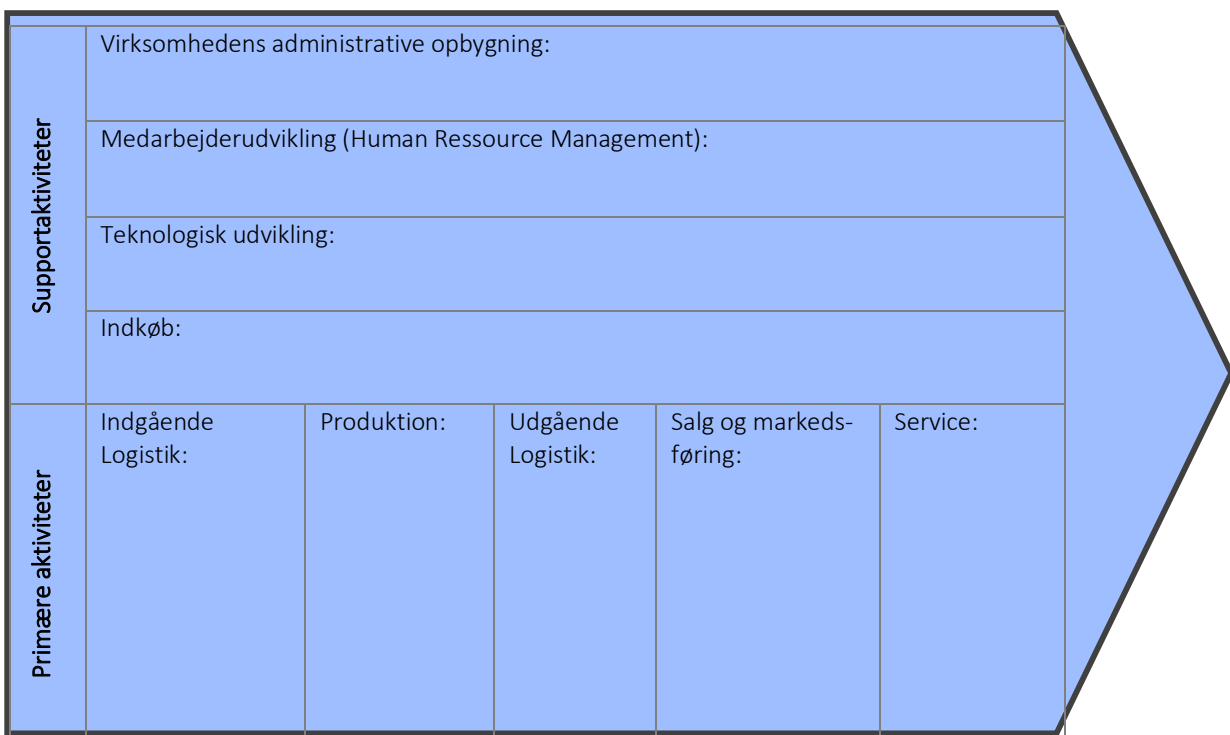 Supportaktiviteter
Virksomhedens administrative opbygning:
Medarbejderudvikling (Human Ressource Management):
Teknologisk udvikling:
Indkøb:
Primære aktiviteter
Indgående
Logistik:
Produktion:
Udgående
Logistik:
Salg og markeds-
føring:
Service: